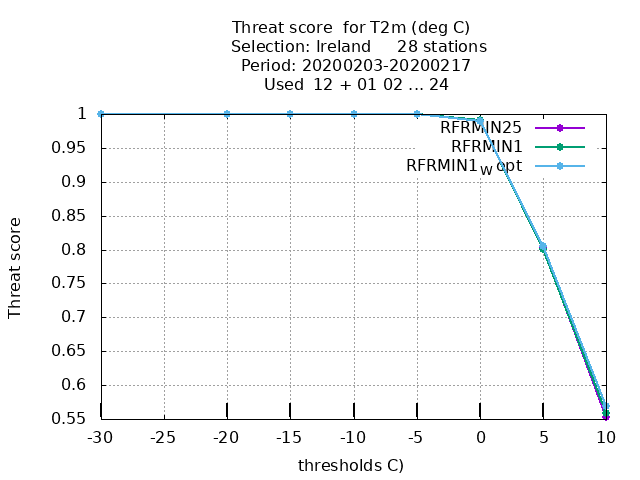 Threat score  for T2m (deg C)
Selection: Ireland     28 stations
Period: 20200203-20200217
Used  12 + 01 02 ... 24
RFRMIN25
RFRMIN1
RFRMIN1W opt
Threat score
1
0.95
0.9
0.85
0.8
0.75
0.7
0.65
0.6
0.55
-30 -25 -20 -15 -10 -5 0 5 10
thresholds C)